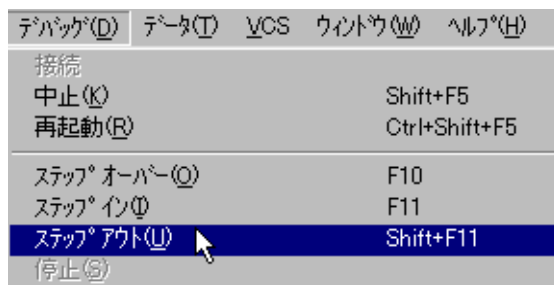 ﾃﾞﾊﾞｯｸﾞ(D) ﾃﾞｰﾀ(T) VCS ｳｨﾝﾄﾞｳ(W) ﾍﾙﾌﾟ(H)
接続
中止(K) Shift+F5
再起動(R) Ctrl+Shift+F5
ｽﾃｯﾌﾟ ｵｰﾊﾞｰ(O) F10
ｽﾃｯﾌﾟ ｲﾝ(I) F11
ｽﾃｯﾌﾟ ｱｳﾄ(U) Shift+F11
停止(S)